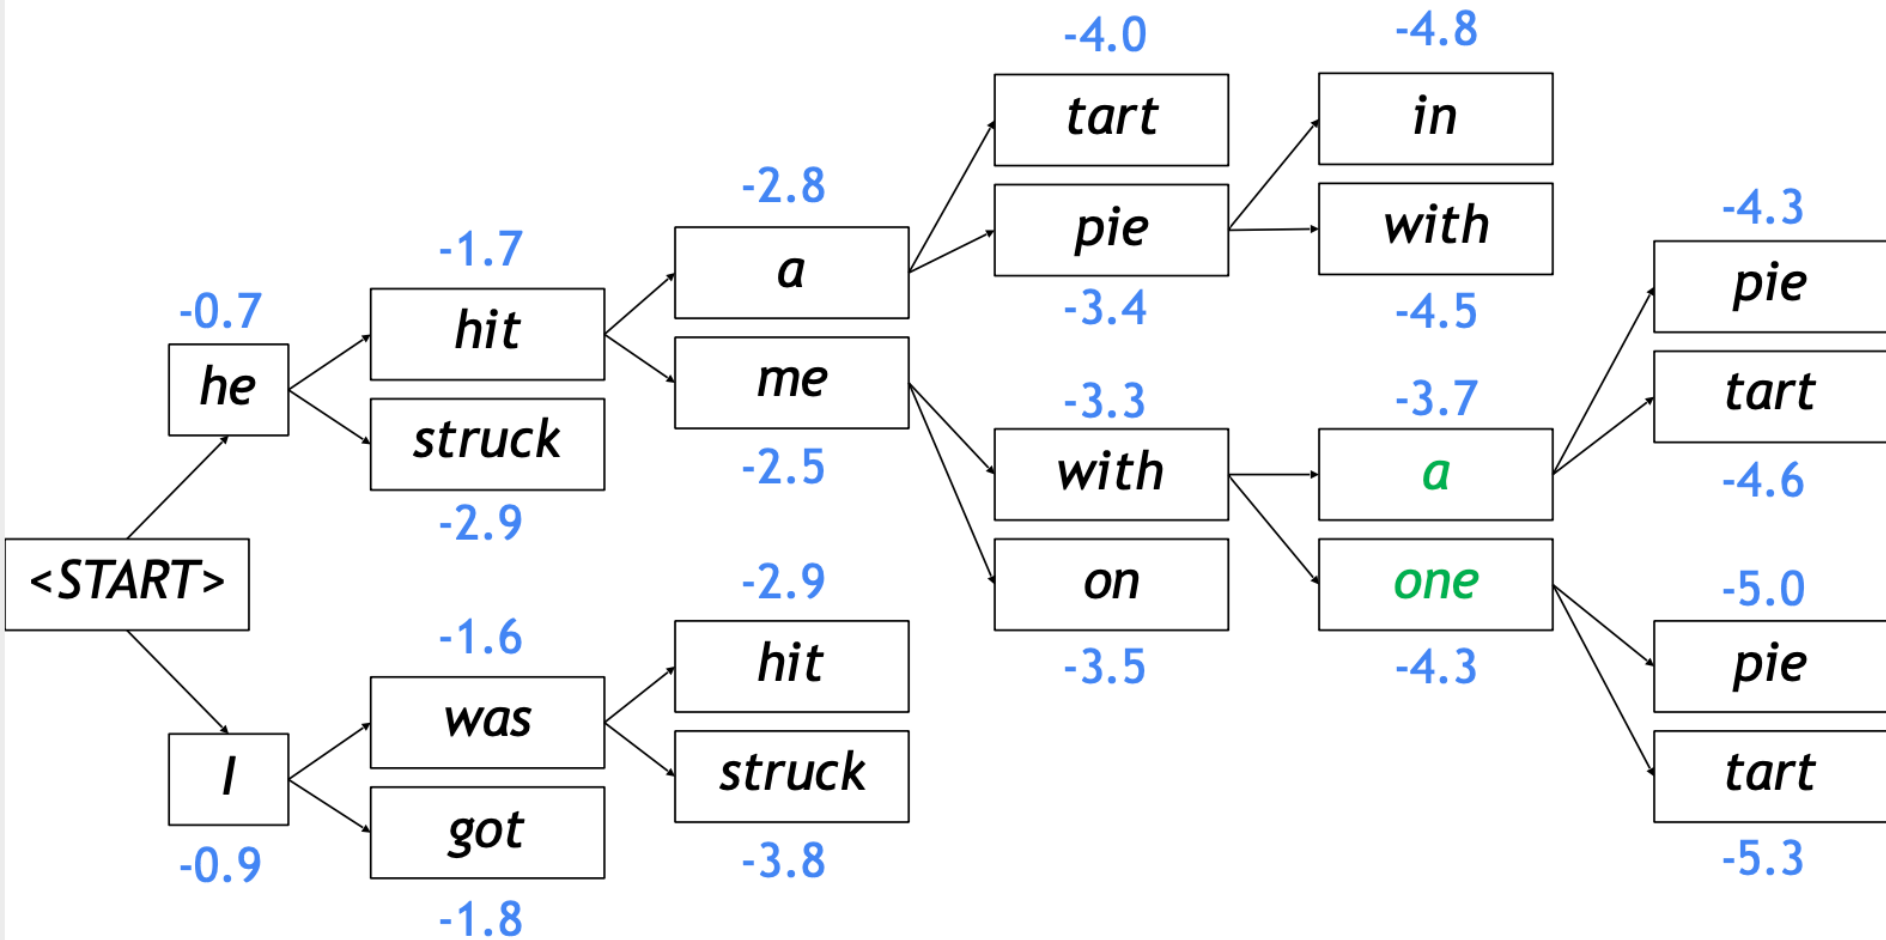 <START>
-0.7
he
I
-0.9
-1.7
hit
struck
-2.9
-1.6
was
got
-1.8
-2.8
a
me
-2.5
-2.9
hit
struck
-3.8
-4.0
tart
pie
-3.4
-3.3
with
on
-3.5
-4.8
in
with
-4.5
-3.7
a
one
-4.3
-4.3
pie
tart
-4.6
-5.0
pie
tart
-5.3